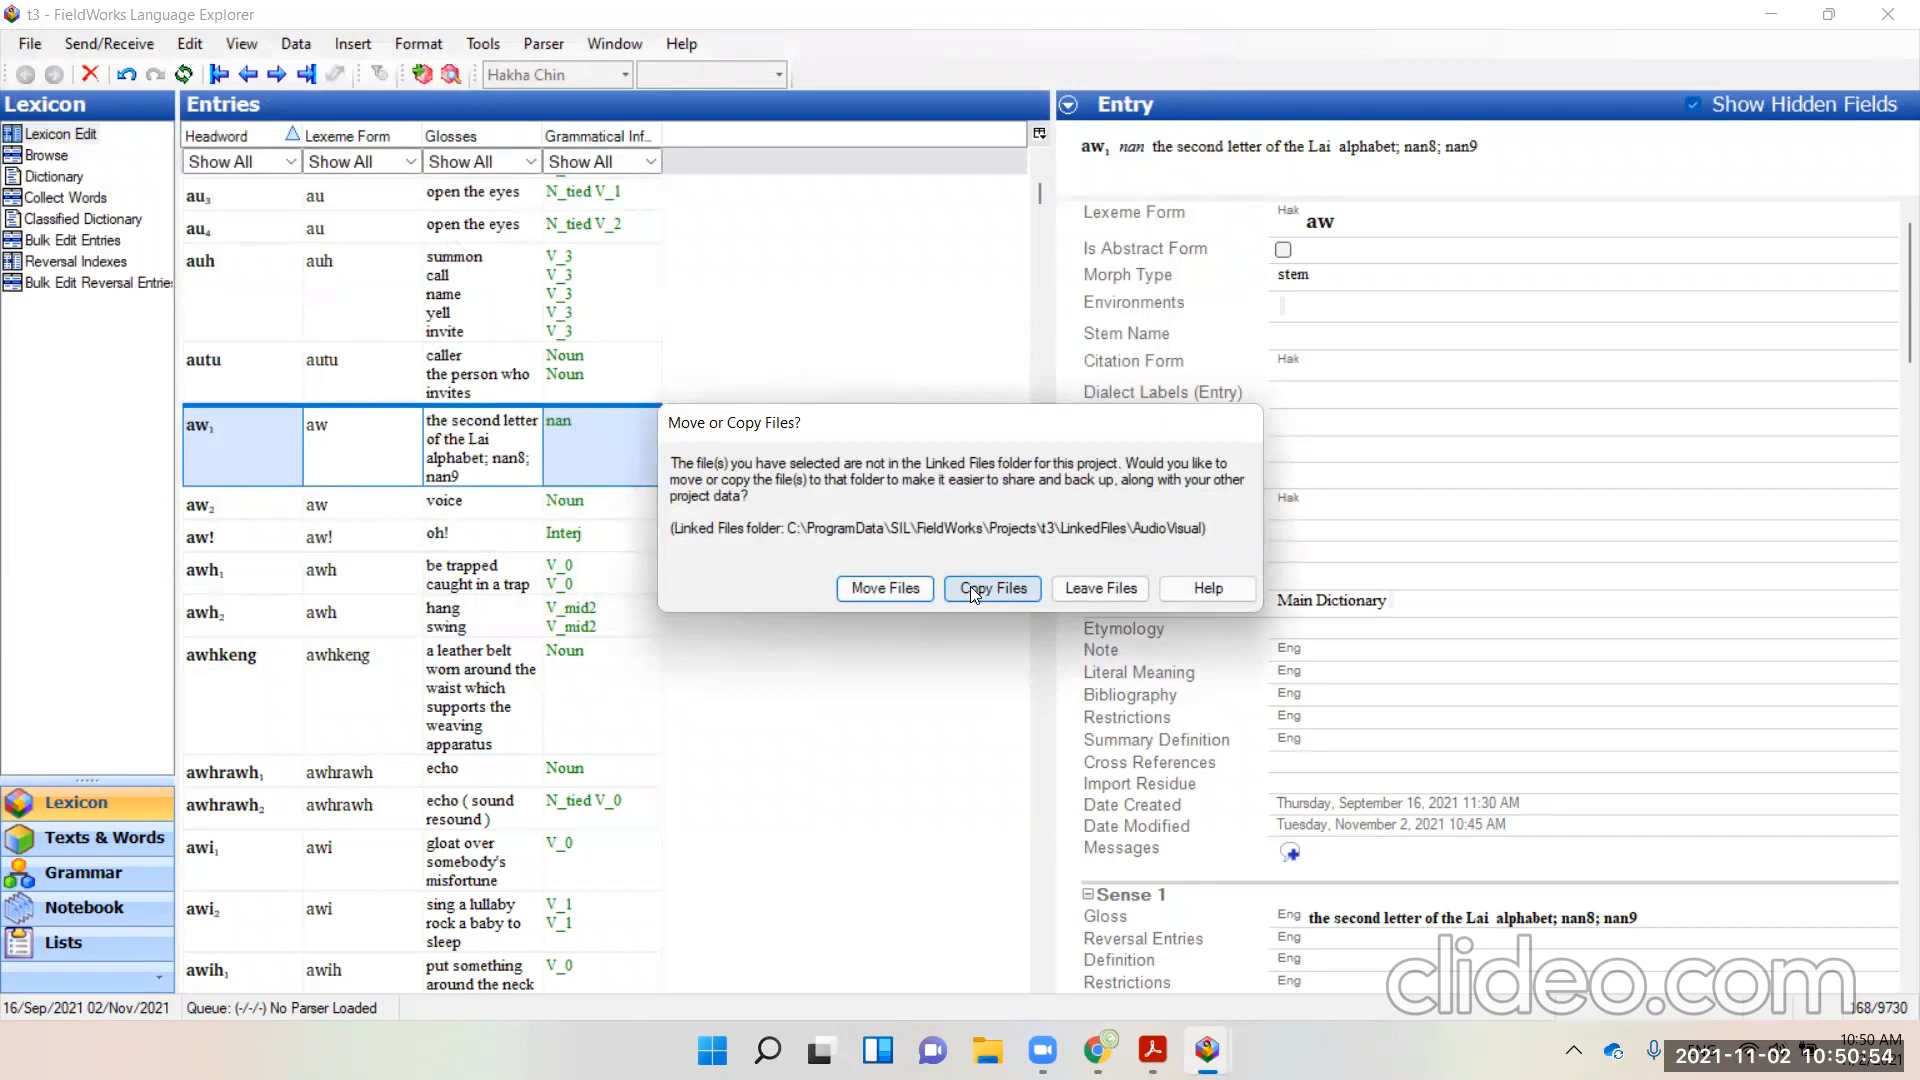 t3 - FieldWorks Language Explorer
File Send/Receive Edit View Data Insert Format Tools Parser Window Help
Hakha Chin
Lexicon
Lexicon Edit
Browse
Dictionary
Collect Words
Classified Dictionary
Bulk Edit Entries
Reversal Indexes
Bulk Edit Reversal Entrie
Lexicon
Texts & Words
Grammar
Notebook
Lists
Entries
Headword Lexeme Form Glosses Grammatical Inf...
Show All Show All Show All Show All
au₃ au open the eyes N_tied V_1
au₄ au open the eyes N_tied V_2
auh auh summon V_3
call V_3
name V_3
yell V_3
invite V_3
autu autu caller Noun
the person who Noun
invites
aw₁ aw the second letter nan
of the Lai
alphabet; nan8;
nan9
aw₂ aw voice Noun
aw! aw! oh! Interj
awh₁ awh be trapped V_0
caught in a trap V_0
awh₂ awh hang V_mid2
swing V_mid2
awhkeng awhkeng a leather belt Noun
worn around the
waist which
supports the
weaving
apparatus
awhrawh₁ awhrawh echo Noun
awhrawh₂ awhrawh echo ( sound N_tied V_0
resound )
awi₁ awi gloat over V_0
somebody's
misfortune
awi₂ awi sing a lullaby V_1
rock a baby to V_1
sleep
awih₁ awih put something V_0
around the neck
Move or Copy Files?
The file(s) you have selected are not in the Linked Files folder for this project. Would you like to
move or copy the file(s) to that folder to make it easier to share and back up, along with your other
project data?
(Linked Files folder: C:\ProgramData\SIL\FieldWorks\Projects\t3\LinkedFiles\AudioVisual)
Move Files Copy Files Leave Files Help
Entry Show Hidden Fields
aw₁ nan the second letter of the Lai alphabet; nan8; nan9
Lexeme Form Hak aw
Is Abstract Form
Morph Type stem
Environments
Stem Name
Citation Form Hak
Dialect Labels (Entry)
Hak
Main Dictionary
Etymology
Note Eng
Literal Meaning Eng
Bibliography Eng
Restrictions Eng
Summary Definition Eng
Cross References
Import Residue
Date Created Thursday, September 16, 2021 11:30 AM
Date Modified Tuesday, November 2, 2021 10:45 AM
Messages
Sense 1
Gloss Eng the second letter of the Lai alphabet; nan8; nan9
Reversal Entries Eng
Definition Eng
Restrictions Eng
clideo.com
16/Sep/2021 02/Nov/2021 Queue: (-/-/-) No Parser Loaded 168/9730
10:50 AM
2021-11-02 10:50:54